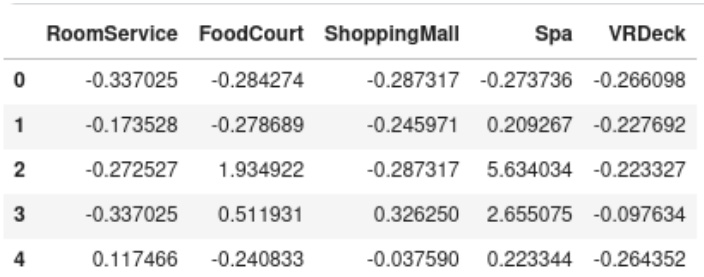 RoomService FoodCourt ShoppingMall Spa VRDeck
0 -0.337025 -0.284274 -0.287317 -0.273736 -0.266098
1 -0.173528 -0.278689 -0.245971 0.209267 -0.227692
2 -0.272527 1.934922 -0.287317 5.634034 -0.223327
3 -0.337025 0.511931 0.326250 2.655075 -0.097634
4 0.117466 -0.240833 -0.037590 0.223344 -0.264352